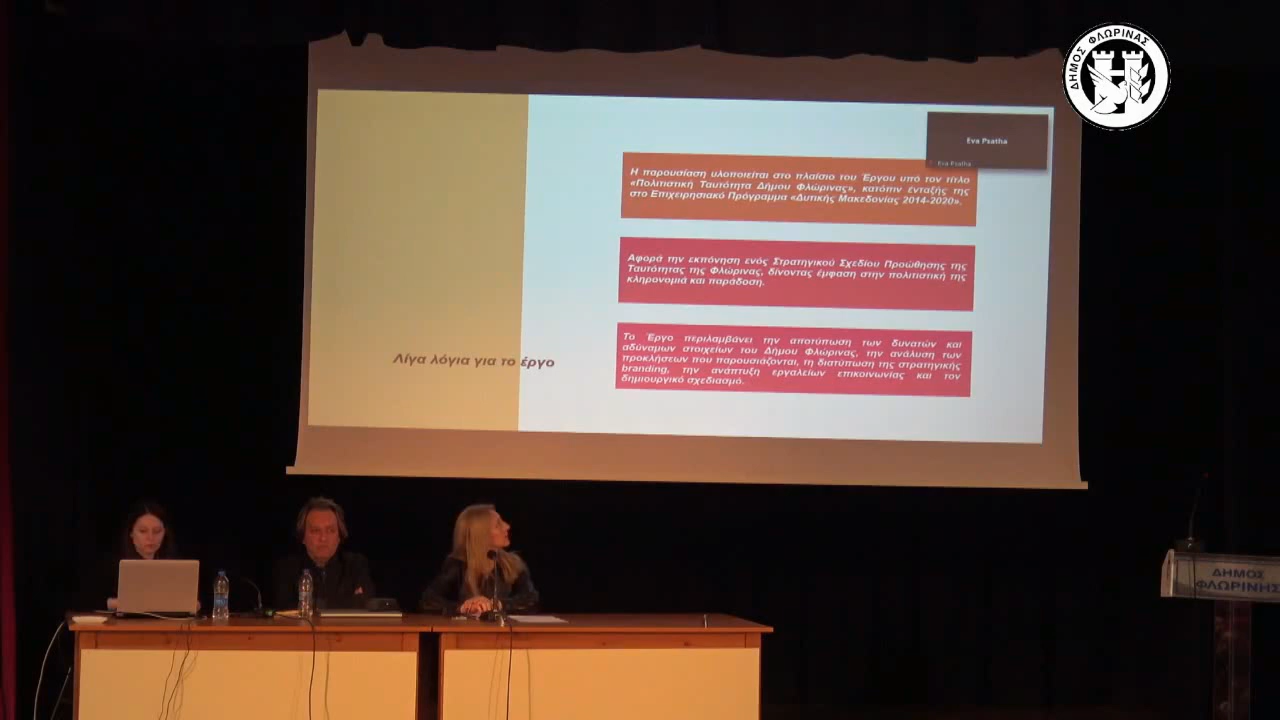 ΔΗΜΟΣ ΦΛΩΡΙΝΑΣ
Eva Psatha
Eva Psatha
Η παρουσίαση υλοποιείται στο πλαίσιο του Έργου υπό τον τίτλο
«Πολιτιστική Ταυτότητα Δήμου Φλώρινας», κατόπιν ένταξής της
στο Επιχειρησιακό Πρόγραμμα «Δυτικής Μακεδονίας 2014-2020».
Αφορά την εκπόνηση ενός Στρατηγικού Σχεδίου Προώθησης της
Ταυτότητας της Φλώρινας, δίνοντας έμφαση στην πολιτιστική της
κληρονομιά και παράδοση.
Το Έργο περιλαμβάνει την αποτύπωση των δυνατών και
αδύναμων στοιχείων του Δήμου Φλώρινας, την ανάλυση των
προκλήσεων που παρουσιάζονται, τη διατύπωση της στρατηγικής
branding, την ανάπτυξη εργαλείων επικοινωνίας και τον
δημιουργικό σχεδιασμό.
Λίγα λόγια για το έργο
ΔΗΜΟΣ
ΦΛΩΡΙΝΗΣ